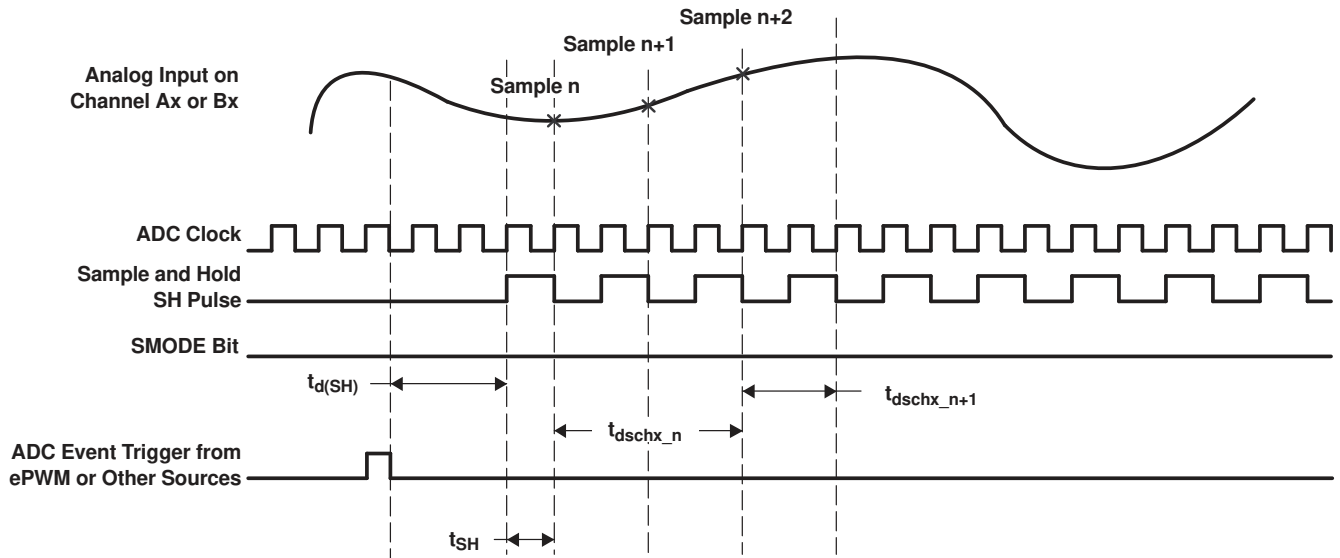 Sample n+2
Sample n+1
Analog Input on
Channel Ax or Bx
Sample n
ADC Clock
Sample and Hold
SH Pulse
SMODE Bit
td(SH)
tdschx_n+1
tdschx_n
ADC Event Trigger from
ePWM or Other Sources
tSH